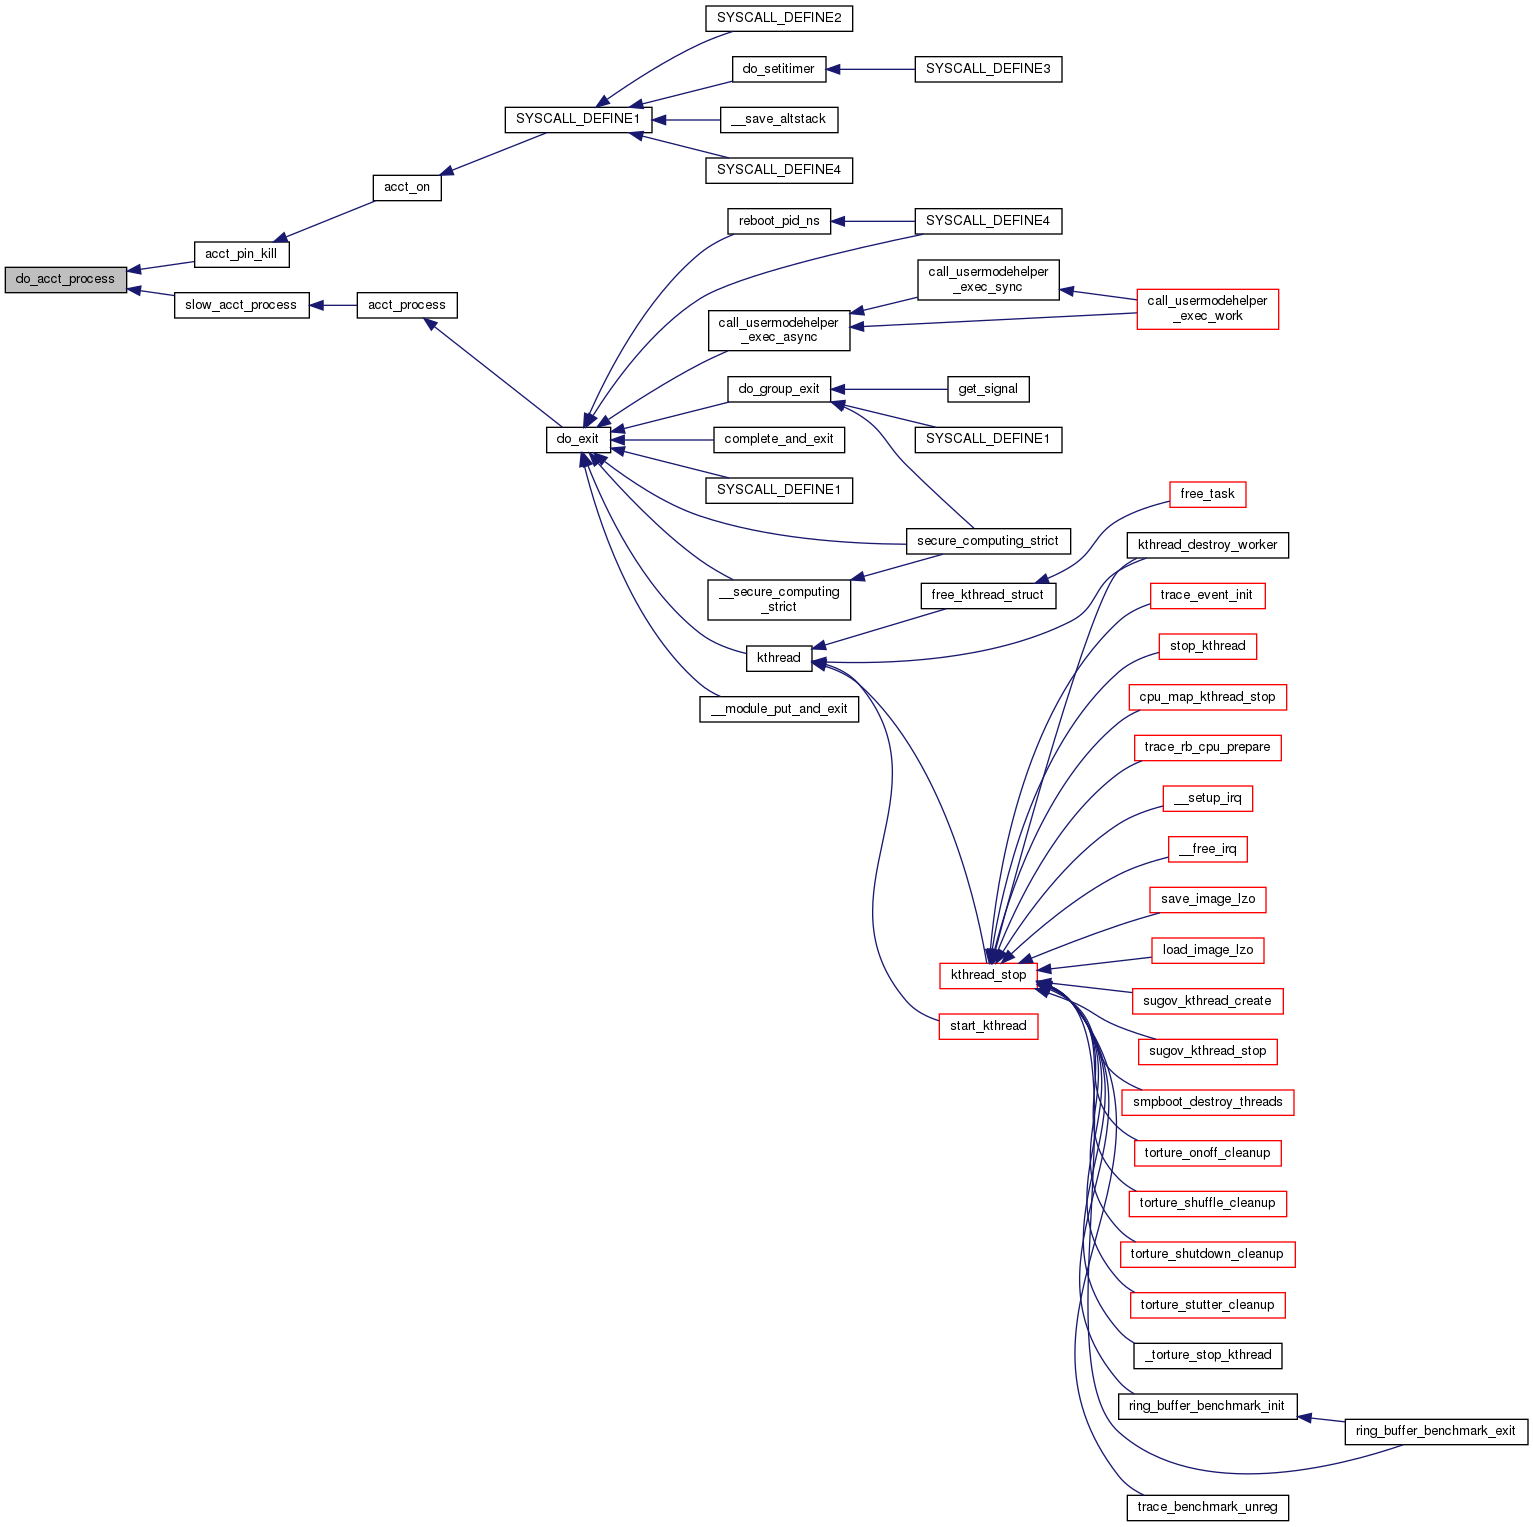 SYSCALL_DEFINE2
do_setitimer
SYSCALL_DEFINE3
SYSCALL_DEFINE1
__save_altstack
SYSCALL_DEFINE4
acct_on
reboot_pid_ns
SYSCALL_DEFINE4
acct_pin_kill
do_acct_process
slow_acct_process
acct_process
call_usermodehelper
_exec_sync
call_usermodehelper
_exec_work
call_usermodehelper
_exec_async
do_group_exit
get_signal
do_exit
complete_and_exit
SYSCALL_DEFINE1
SYSCALL_DEFINE1
free_task
secure_computing_strict
kthread_destroy_worker
__secure_computing
_strict
free_kthread_struct
trace_event_init
kthread
stop_kthread
__module_put_and_exit
cpu_map_kthread_stop
trace_rb_cpu_prepare
__setup_irq
__free_irq
save_image_lzo
load_image_lzo
kthread_stop
sugov_kthread_create
start_kthread
sugov_kthread_stop
smpboot_destroy_threads
torture_onoff_cleanup
torture_shuffle_cleanup
torture_shutdown_cleanup
torture_stutter_cleanup
_torture_stop_kthread
ring_buffer_benchmark_init
ring_buffer_benchmark_exit
trace_benchmark_unreg